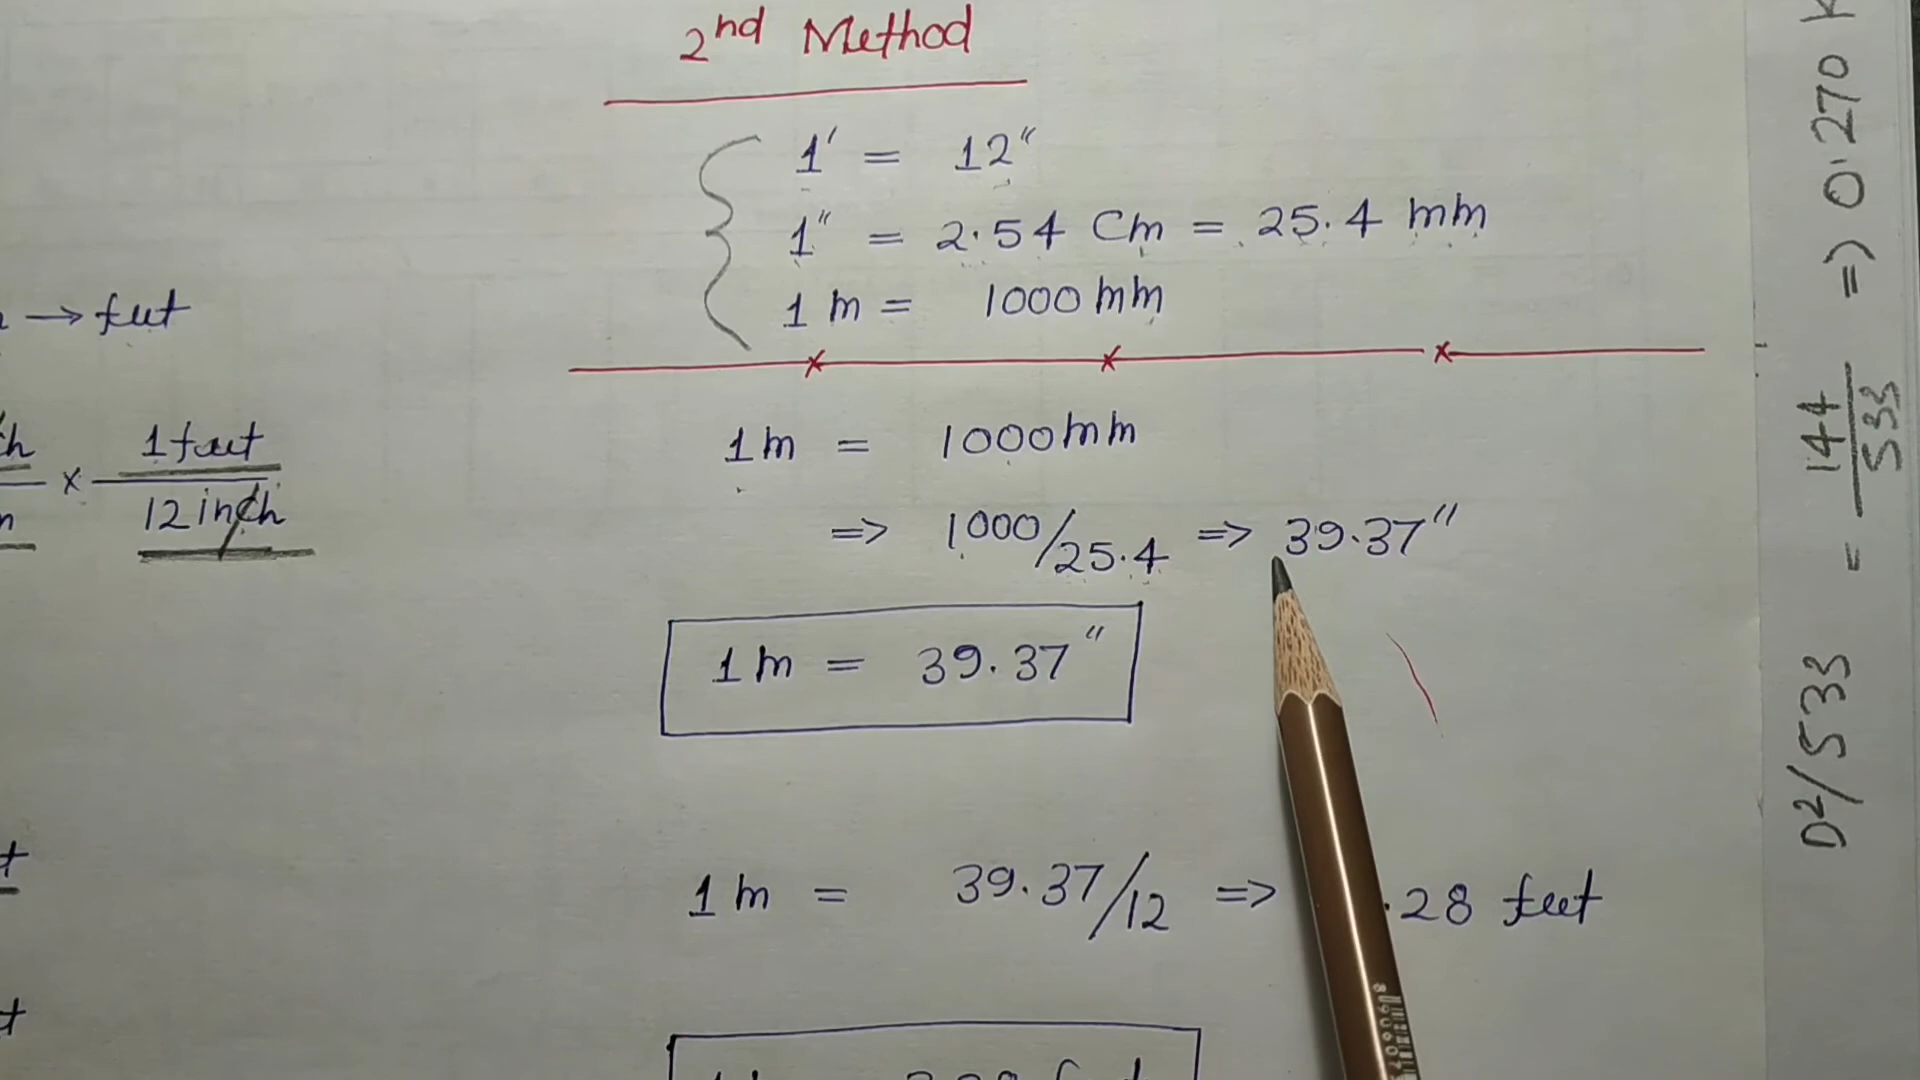 2nd Method
1' = 12"
1" = 2.54 Cm = 25.4 mm
1 m = 1000 mm
→ feet
1 feet
×
12 inch
1 m = 1000 mm
=> 1000/25.4 => 39.37"
1 m = 39.37"
1 m = 39.37/12 => .28 feet
D²/533 = 144/533 => 0.270 K